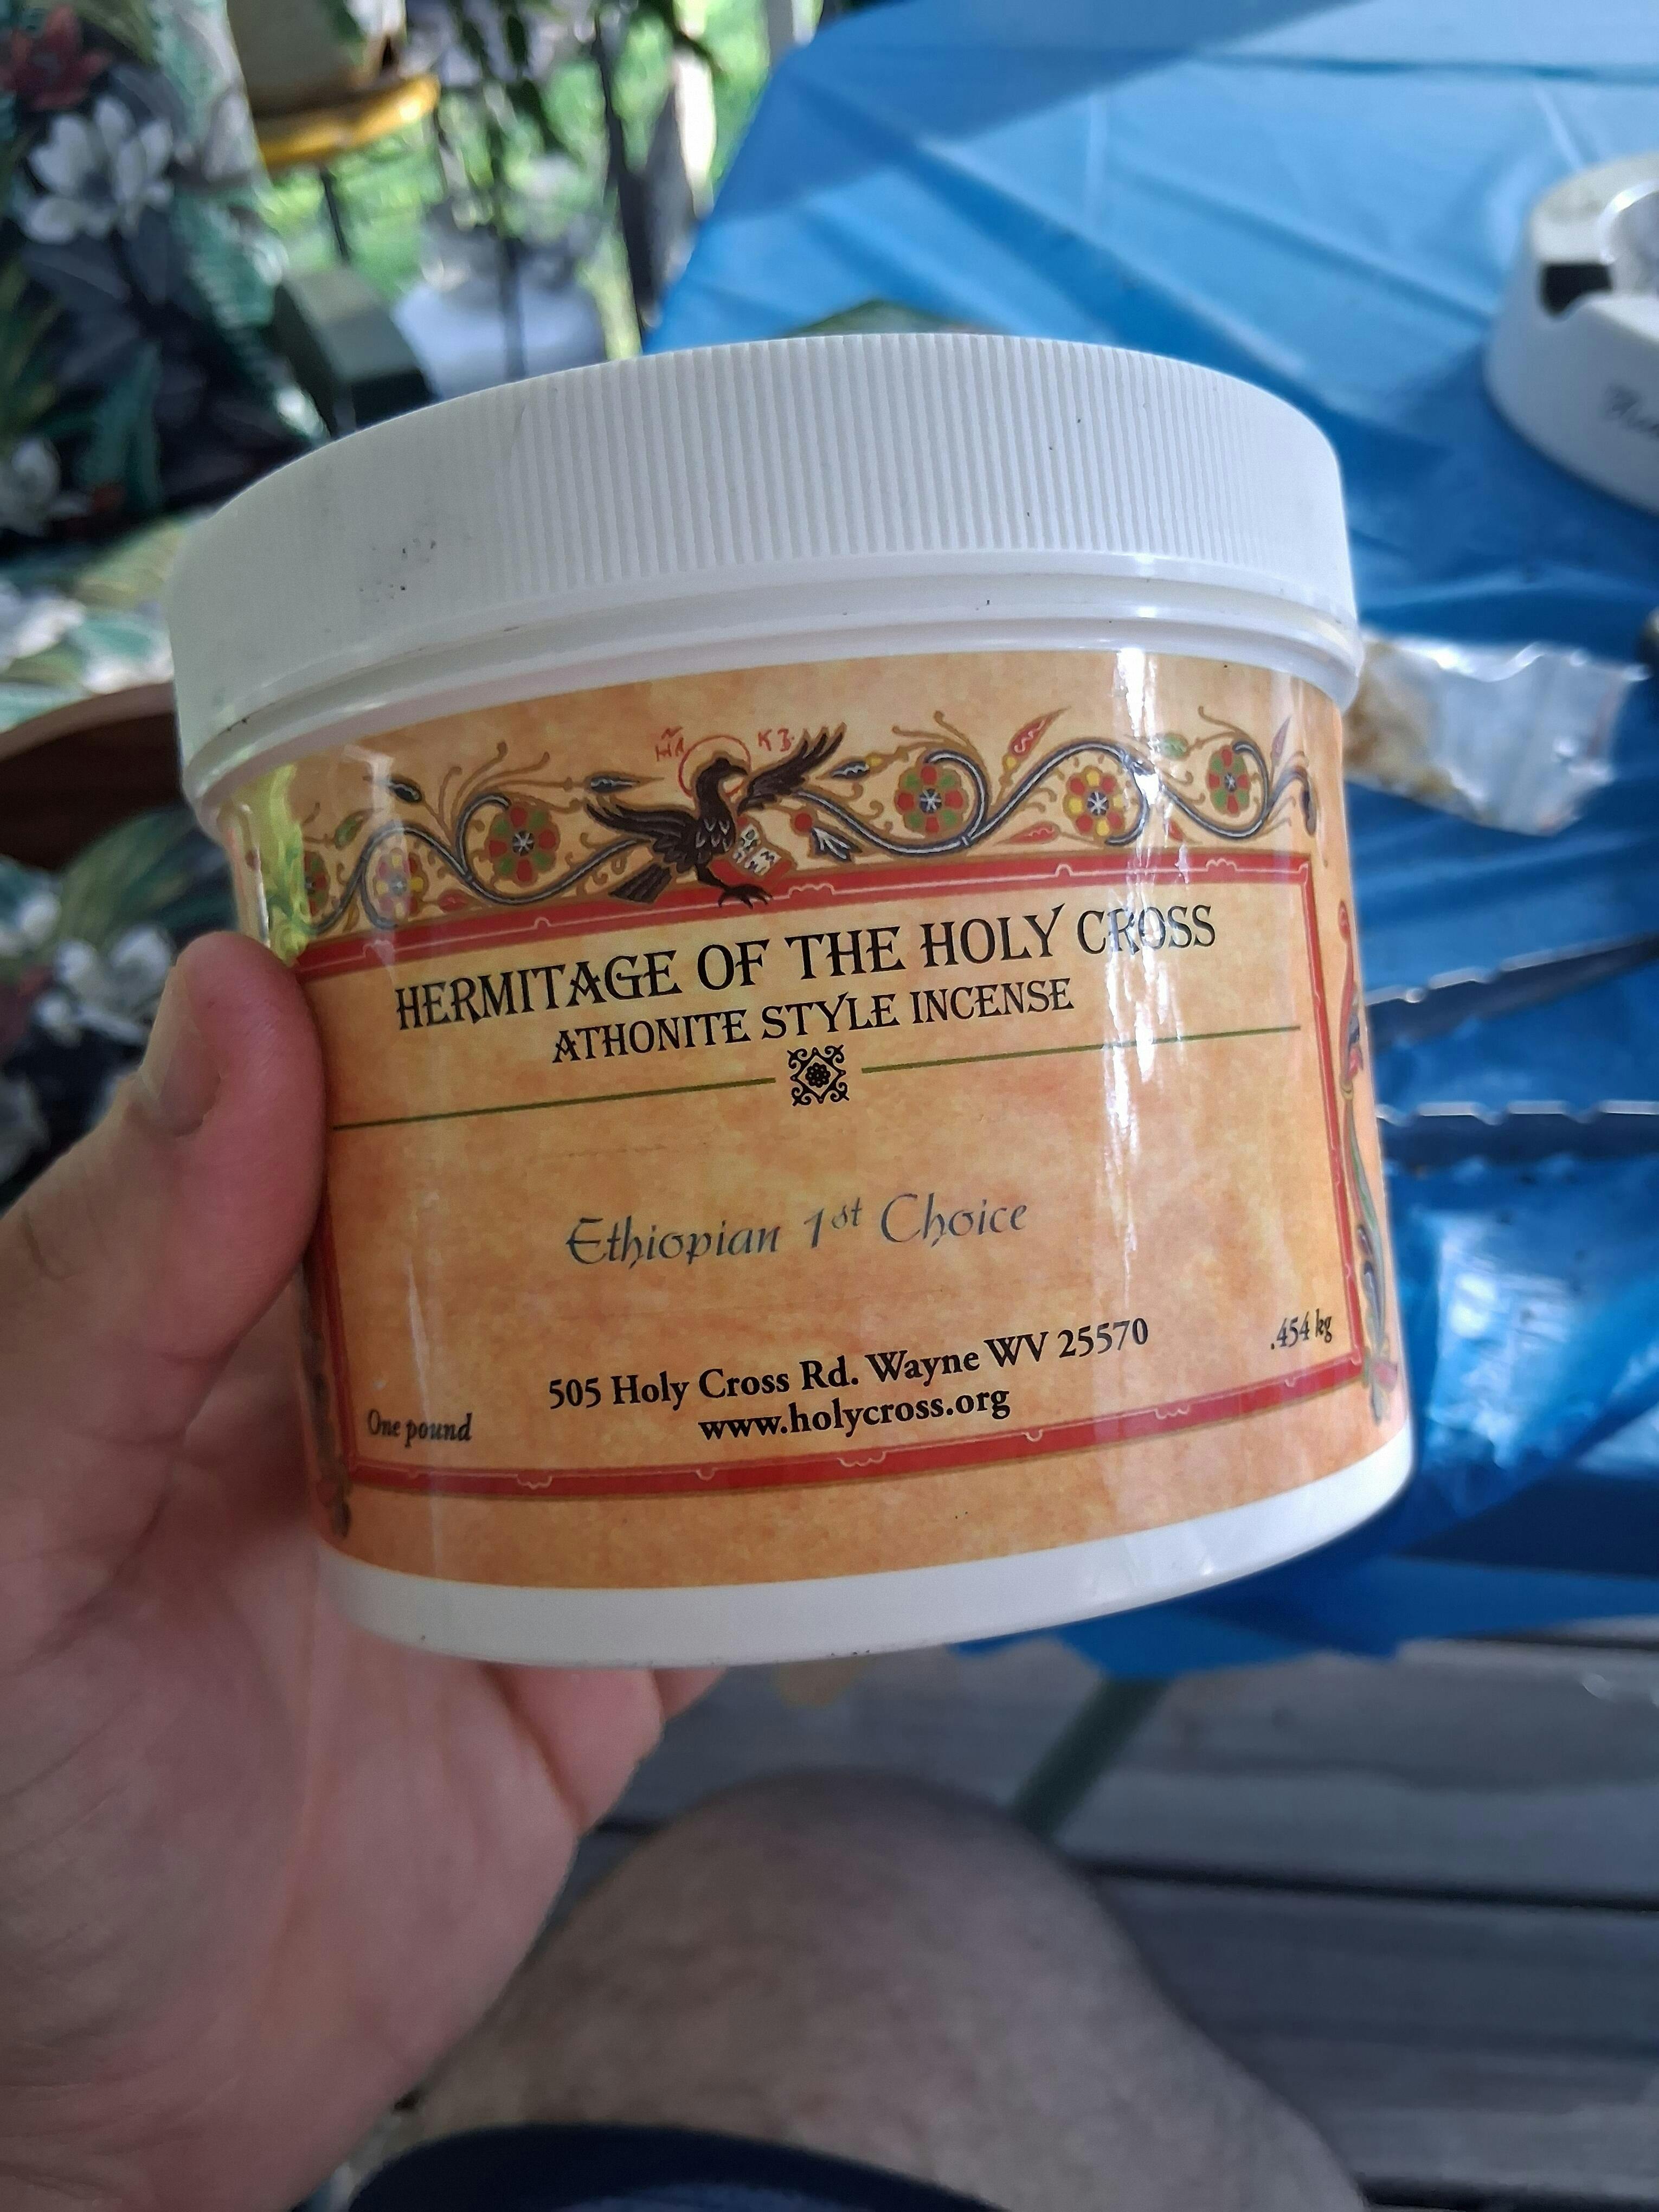 HERMITAGE OF THE HOLY CROSS
ATHONITE STYLE INCENSE
Ethiopian 1st Choice
505 Holy Cross Rd. Wayne WV 25570
www.holycross.org
One pound
.454 kg